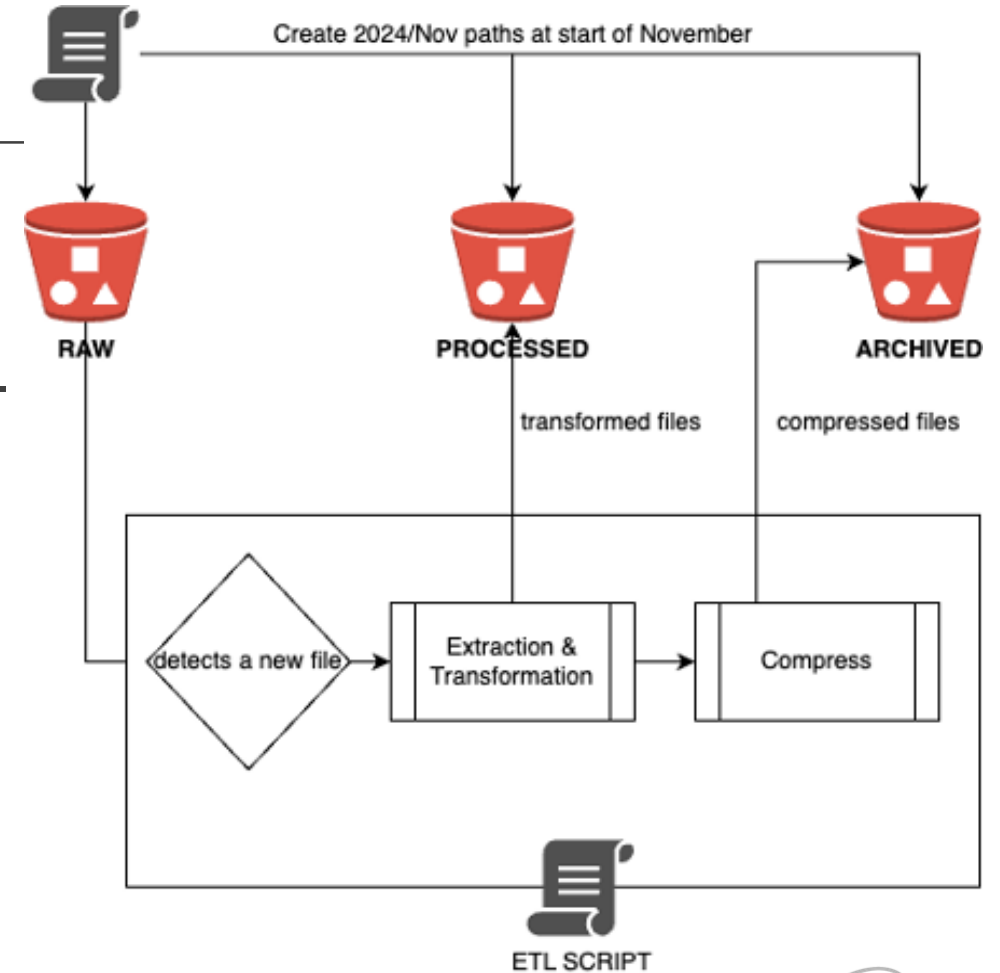 Create 2024/Nov paths at start of November
RAW
PROCESSED
ARCHIVED
transformed files
compressed files
detects a new file
Extraction &
Transformation
Compress
ETL SCRIPT